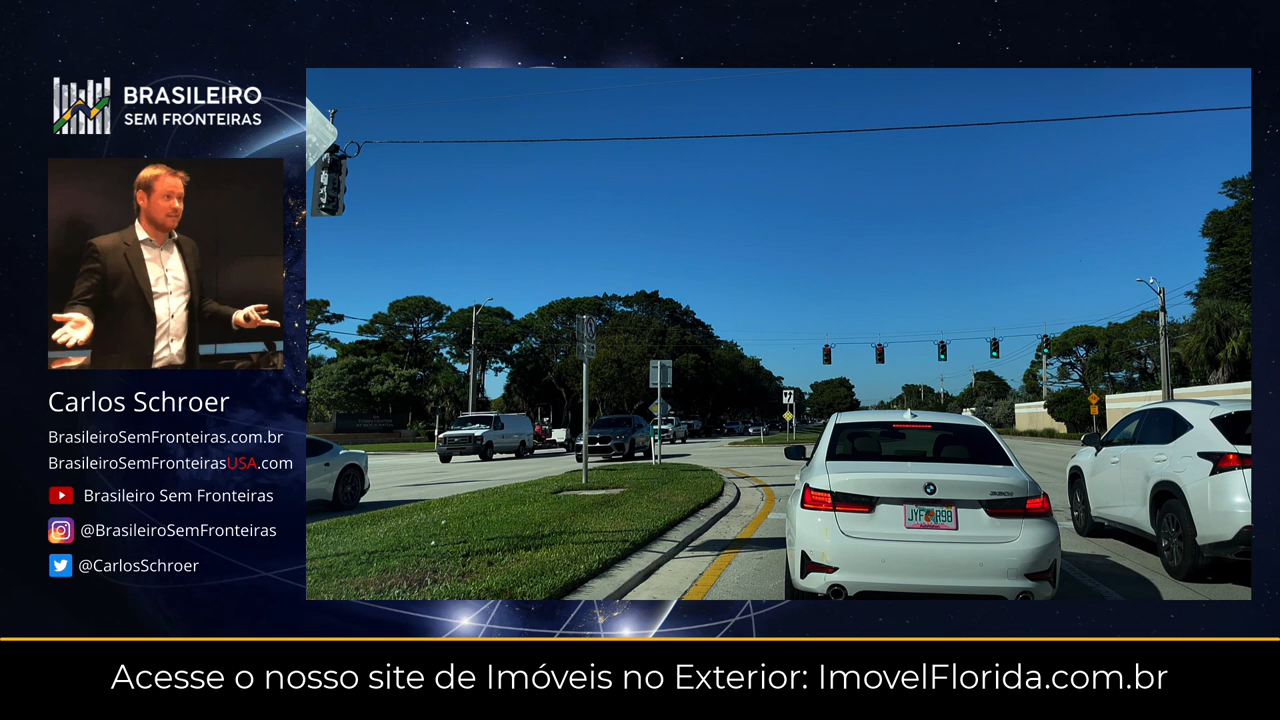 BRASILEIRO
SEM FRONTEIRAS
Carlos Schroer
BrasileiroSemFronteiras.com.br
BrasileiroSemFronteirasUSA.com
Brasileiro Sem Fronteiras
@BrasileiroSemFronteiras
@CarlosSchroer
330i
Acesse o nosso site de Imóveis no Exterior: ImovelFlorida.com.br